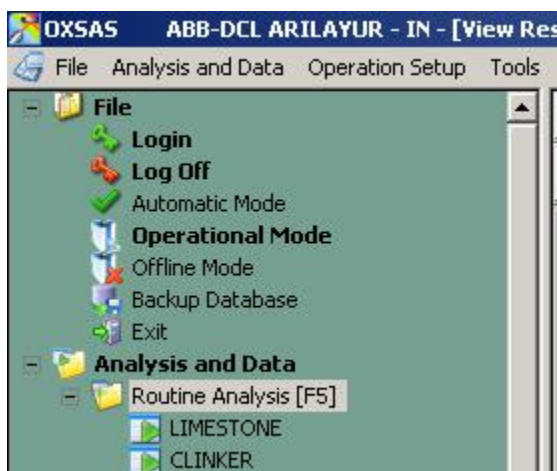 OXSAS ABB-DCL ARILAYUR - IN - [View Res
File Analysis and Data Operation Setup Tools
File
Login
Log Off
Automatic Mode
Operational Mode
Offline Mode
Backup Database
Exit
Analysis and Data
Routine Analysis [F5]
LIMESTONE
CLINKER